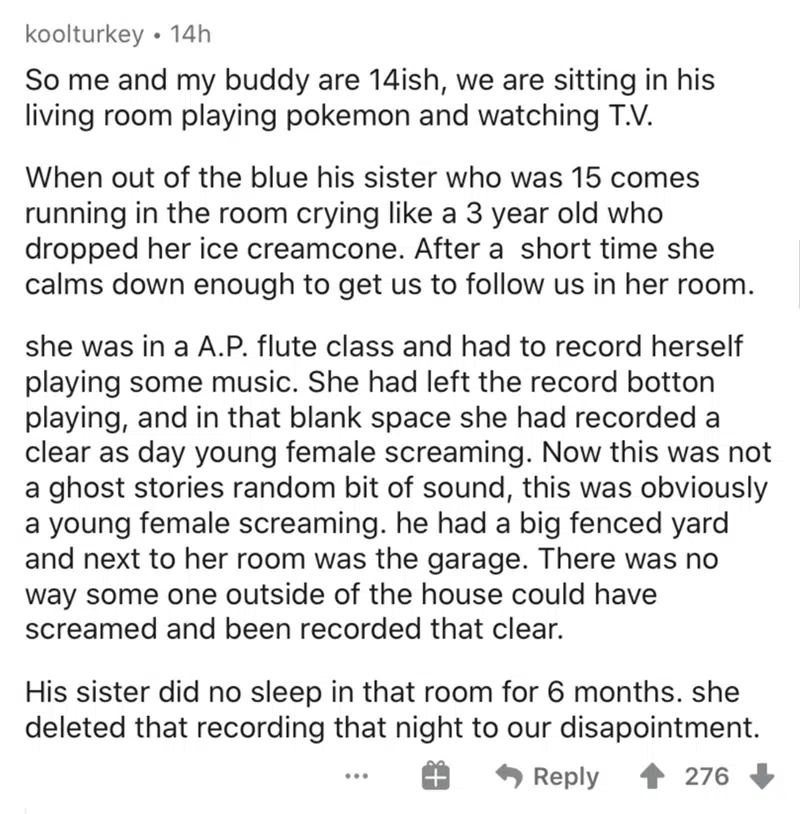 koolturkey • 14h
So me and my buddy are 14ish, we are sitting in his
living room playing pokemon and watching T.V.
When out of the blue his sister who was 15 comes
running in the room crying like a 3 year old who
dropped her ice creamcone. After a  short time she
calms down enough to get us to follow us in her room.
she was in a A.P. flute class and had to record herself
playing some music. She had left the record botton
playing, and in that blank space she had recorded a
clear as day young female screaming. Now this was not
a ghost stories random bit of sound, this was obviously
a young female screaming. he had a big fenced yard
and next to her room was the garage. There was no
way some one outside of the house could have
screamed and been recorded that clear.
His sister did no sleep in that room for 6 months. she
deleted that recording that night to our disapointment.
... Reply 276